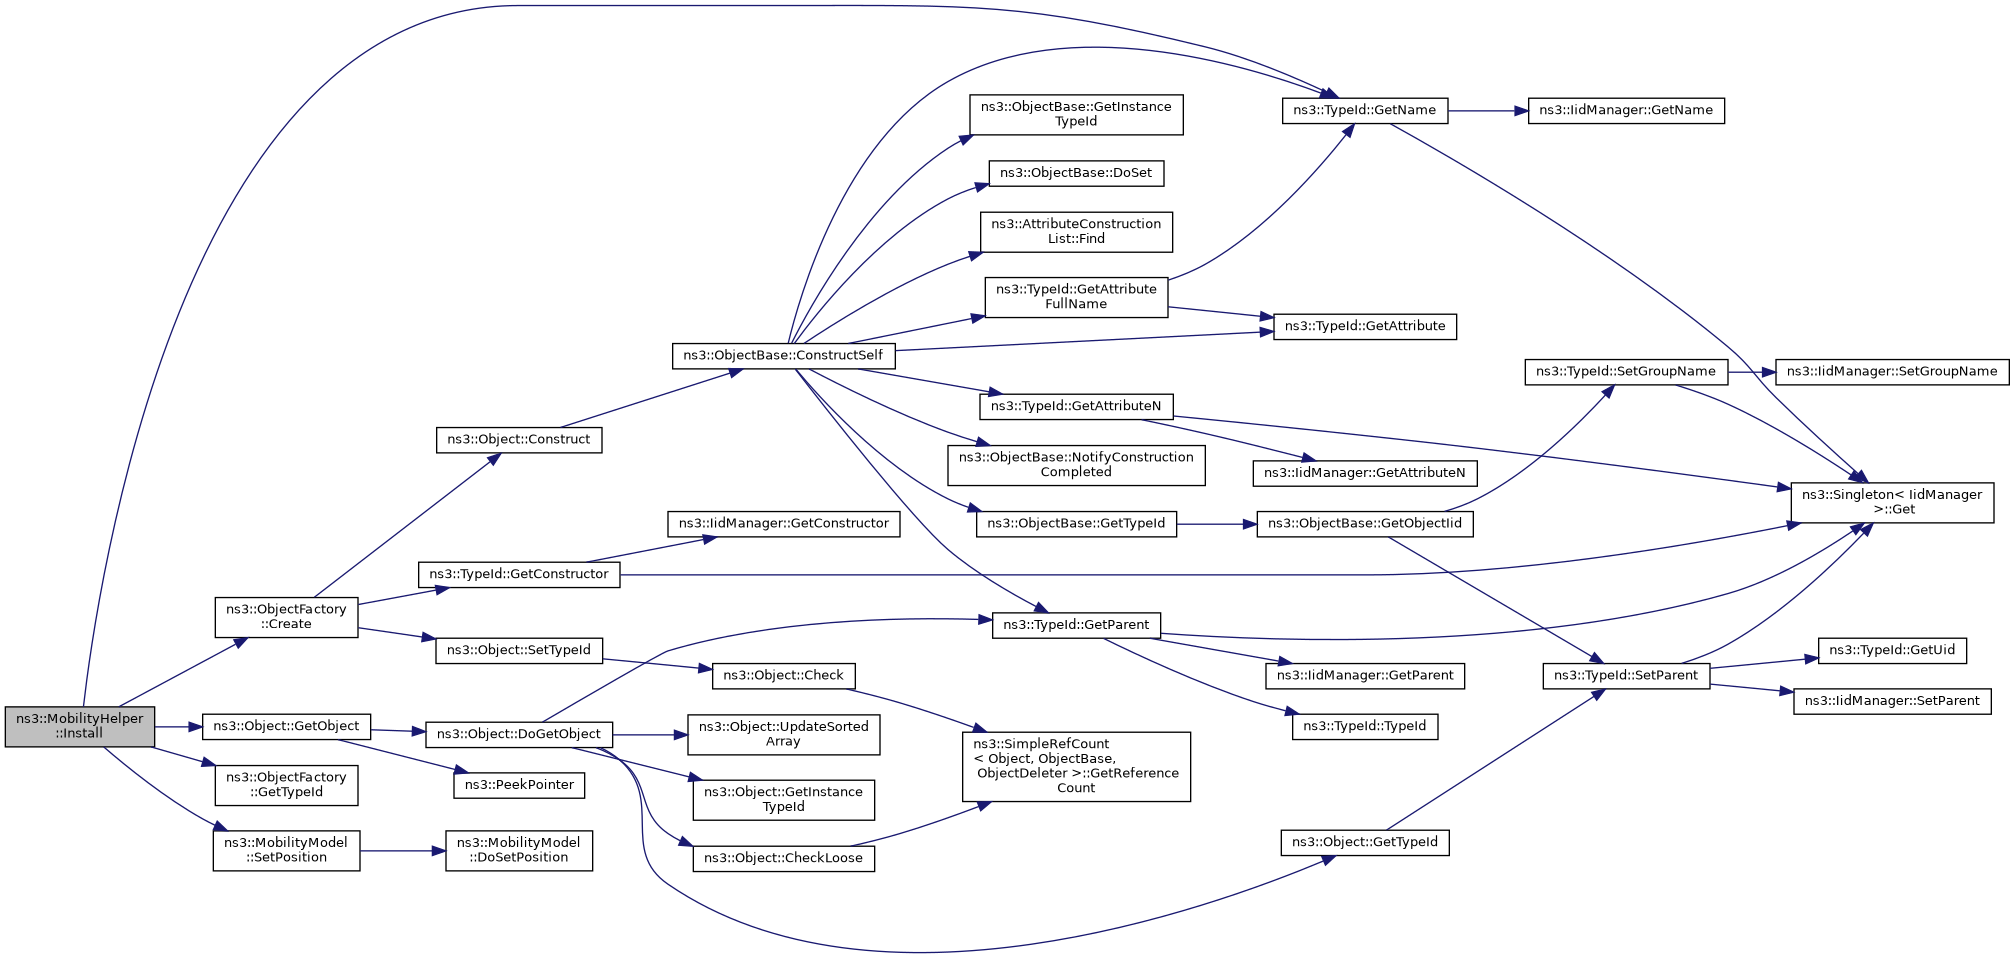 ns3::MobilityHelper
::Install
ns3::ObjectFactory
::Create
ns3::Object::GetObject
ns3::ObjectFactory
::GetTypeId
ns3::MobilityModel
::SetPosition
ns3::Object::Construct
ns3::TypeId::GetConstructor
ns3::Object::SetTypeId
ns3::Object::DoGetObject
ns3::PeekPointer
ns3::MobilityModel
::DoSetPosition
ns3::ObjectBase::ConstructSelf
ns3::IidManager::GetConstructor
ns3::Object::Check
ns3::Object::UpdateSorted
Array
ns3::Object::GetInstance
TypeId
ns3::Object::CheckLoose
ns3::ObjectBase::GetInstance
TypeId
ns3::ObjectBase::DoSet
ns3::AttributeConstruction
List::Find
ns3::TypeId::GetAttribute
FullName
ns3::TypeId::GetAttributeN
ns3::ObjectBase::NotifyConstruction
Completed
ns3::ObjectBase::GetTypeId
ns3::TypeId::GetParent
ns3::SimpleRefCount
< Object, ObjectBase,
ObjectDeleter >::GetReference
Count
ns3::TypeId::GetName
ns3::TypeId::GetAttribute
ns3::IidManager::GetAttributeN
ns3::ObjectBase::GetObjectIid
ns3::IidManager::GetParent
ns3::TypeId::TypeId
ns3::Object::GetTypeId
ns3::IidManager::GetName
ns3::TypeId::SetGroupName
ns3::TypeId::SetParent
ns3::IidManager::SetGroupName
ns3::Singleton< IidManager
>::Get
ns3::TypeId::GetUid
ns3::IidManager::SetParent